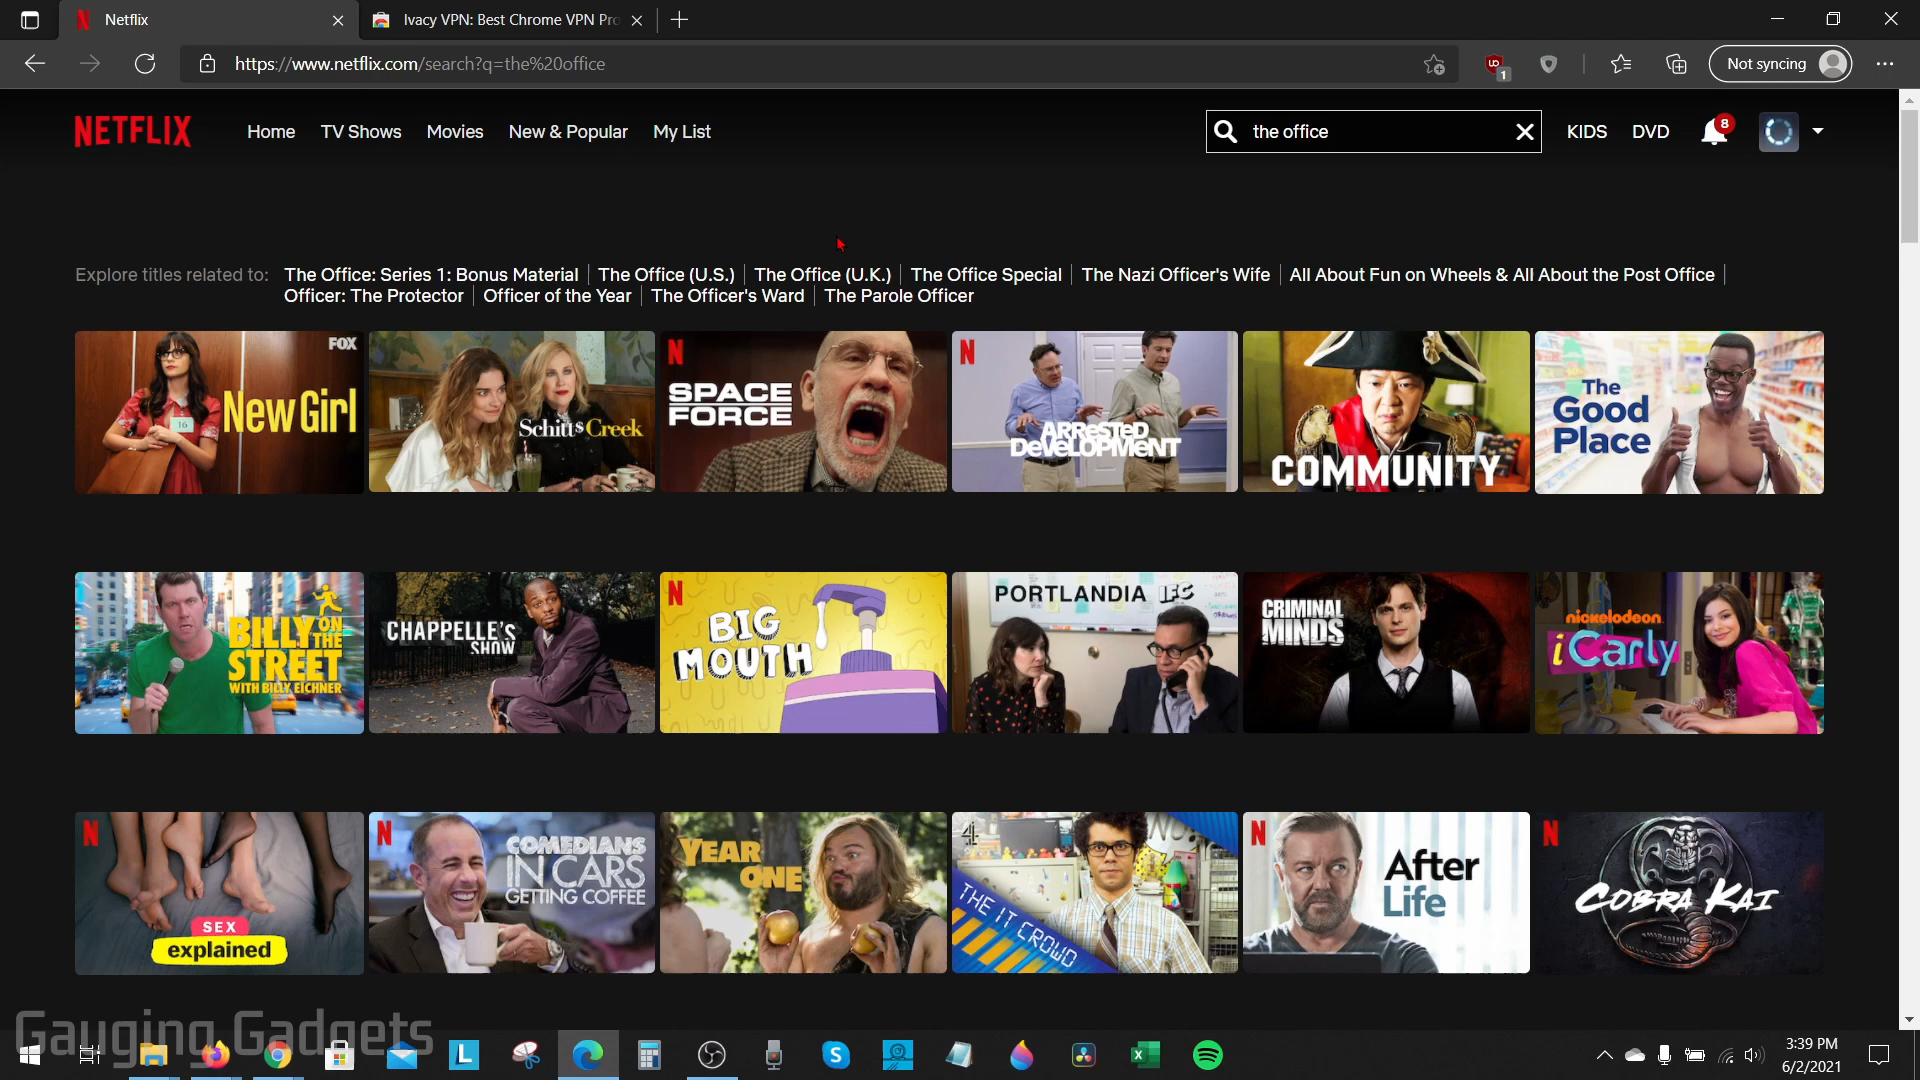 Netflix
Ivacy VPN: Best Chrome VPN Pro
https://www.netflix.com/search?q=the%20office
1
Not syncing
NETFLIX
Home
TV Shows
Movies
New & Popular
My List
the office
KIDS
DVD
8
Explore titles related to:
The Office: Series 1: Bonus Material
The Office (U.S.)
The Office (U.K.)
The Office Special
The Nazi Officer's Wife
All About Fun on Wheels & All About the Post Office
Officer: The Protector
Officer of the Year
The Officer's Ward
The Parole Officer
FOX
16
New Girl
Schitt$ Creek
N
SPACE
FORCE
N
ARReSTeD
DeVeLOPMeNT
COMMUNITY
The
Good
Place
BILLY ON
THE
STREET
WITH BILLY EICHNER
CHAPPELLE'S
SHOW
N
BIG
MOUTH
PORTLANDIA IFC
CRIMINAL
MINDS
nickelodeon
iCarly
N
SEX
explained
N
COMEDIANS
IN CARS
GETTING COFFEE
YEAR
ONE
4
THE IT CROWD
N
After
Life
N
COBRA KAI
Gauging Gadgets
L
3:39 PM
6/2/2021